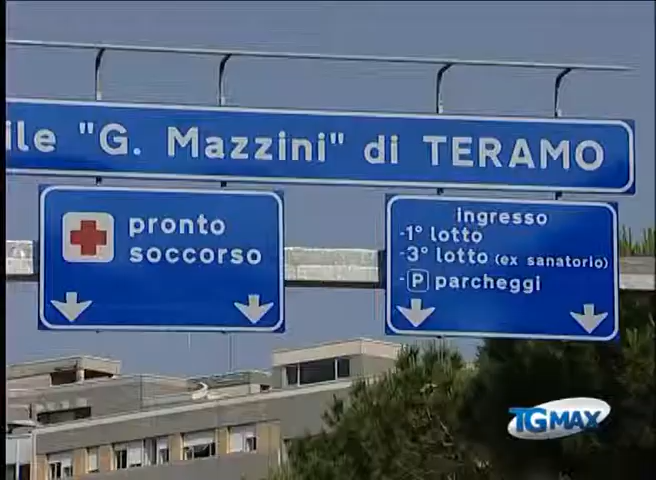 ile "G. Mazzini" di TERAMO
pronto
soccorso
ingresso
-1° lotto
-3° lotto (ex sanatorio)
-P parcheggi
TGMAX